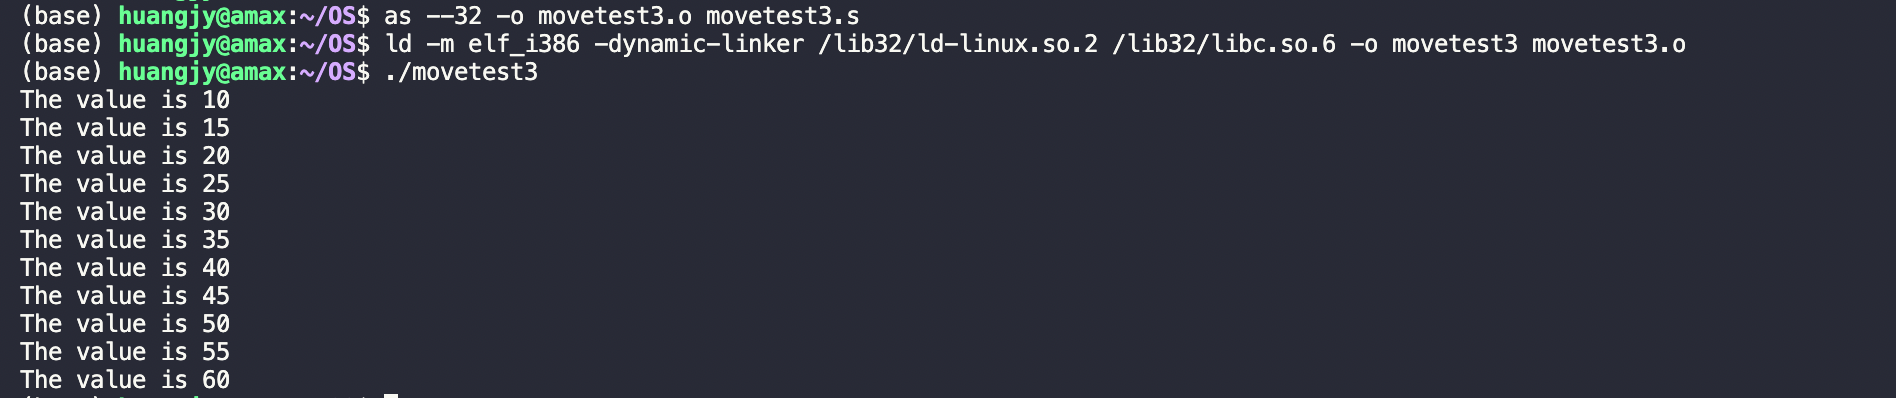 (base) huangjy@amax:~/OS$ as --32 -o movetest3.o movetest3.s
(base) huangjy@amax:~/OS$ ld -m elf_i386 -dynamic-linker /lib32/ld-linux.so.2 /lib32/libc.so.6 -o movetest3 movetest3.o
(base) huangjy@amax:~/OS$ ./movetest3
The value is 10
The value is 15
The value is 20
The value is 25
The value is 30
The value is 35
The value is 40
The value is 45
The value is 50
The value is 55
The value is 60